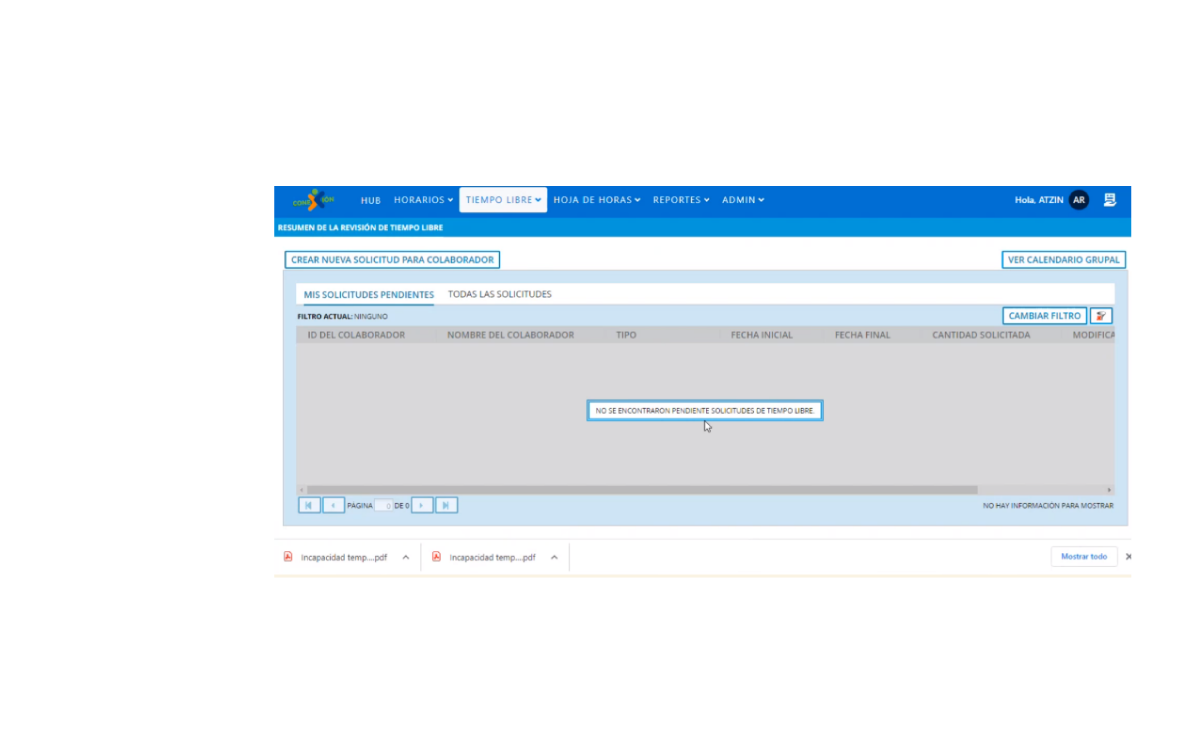 HUB HORARIOS TIEMPO LIBRE HOJA DE HORAS REPORTES ADMIN Hola, ATZIN AR
RESUMEN DE LA REVISIÓN DE TIEMPO LIBRE
CREAR NUEVA SOLICITUD PARA COLABORADOR VER CALENDARIO GRUPAL
MIS SOLICITUDES PENDIENTES TODAS LAS SOLICITUDES
FILTRO ACTUAL: NINGUNO CAMBIAR FILTRO
ID DEL COLABORADOR NOMBRE DEL COLABORADOR TIPO FECHA INICIAL FECHA FINAL CANTIDAD SOLICITADA MODIFICA
NO SE ENCONTRARON PENDIENTE SOLICITUDES DE TIEMPO LIBRE.
PÁGINA 0 DE 0 NO HAY INFORMACIÓN PARA MOSTRAR
Incapacidad temp....pdf Incapacidad temp....pdf Mostrar todo